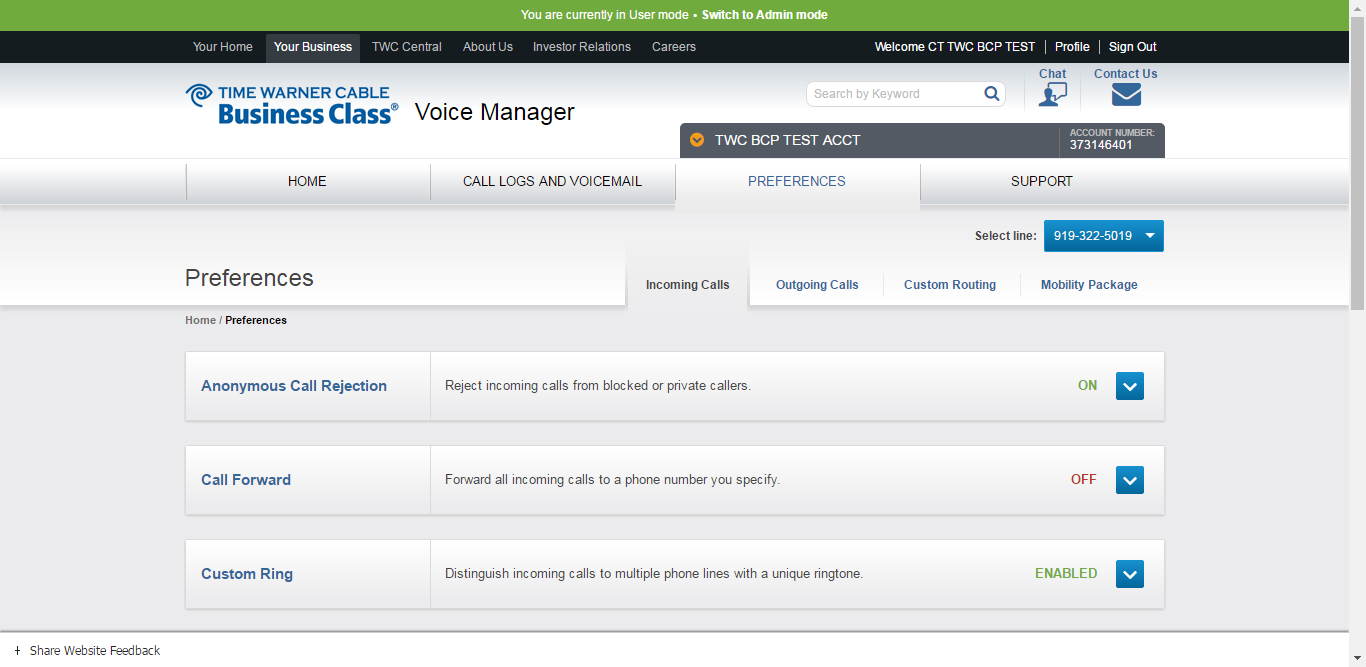 You are currently in User mode • Switch to Admin mode
Your Home Your Business TWC Central About Us Investor Relations Careers Welcome CT TWC BCP TEST Profile Sign Out
TIME WARNER CABLE
Business Class® Voice Manager
Search by Keyword
Chat
Contact Us
TWC BCP TEST ACCT
ACCOUNT NUMBER:
373146401
HOME CALL LOGS AND VOICEMAIL PREFERENCES SUPPORT
Select line: 919-322-5019
Preferences
Incoming Calls Outgoing Calls Custom Routing Mobility Package
Home / Preferences
Anonymous Call Rejection Reject incoming calls from blocked or private callers. ON
Call Forward Forward all incoming calls to a phone number you specify. OFF
Custom Ring Distinguish incoming calls to multiple phone lines with a unique ringtone. ENABLED
+ Share Website Feedback